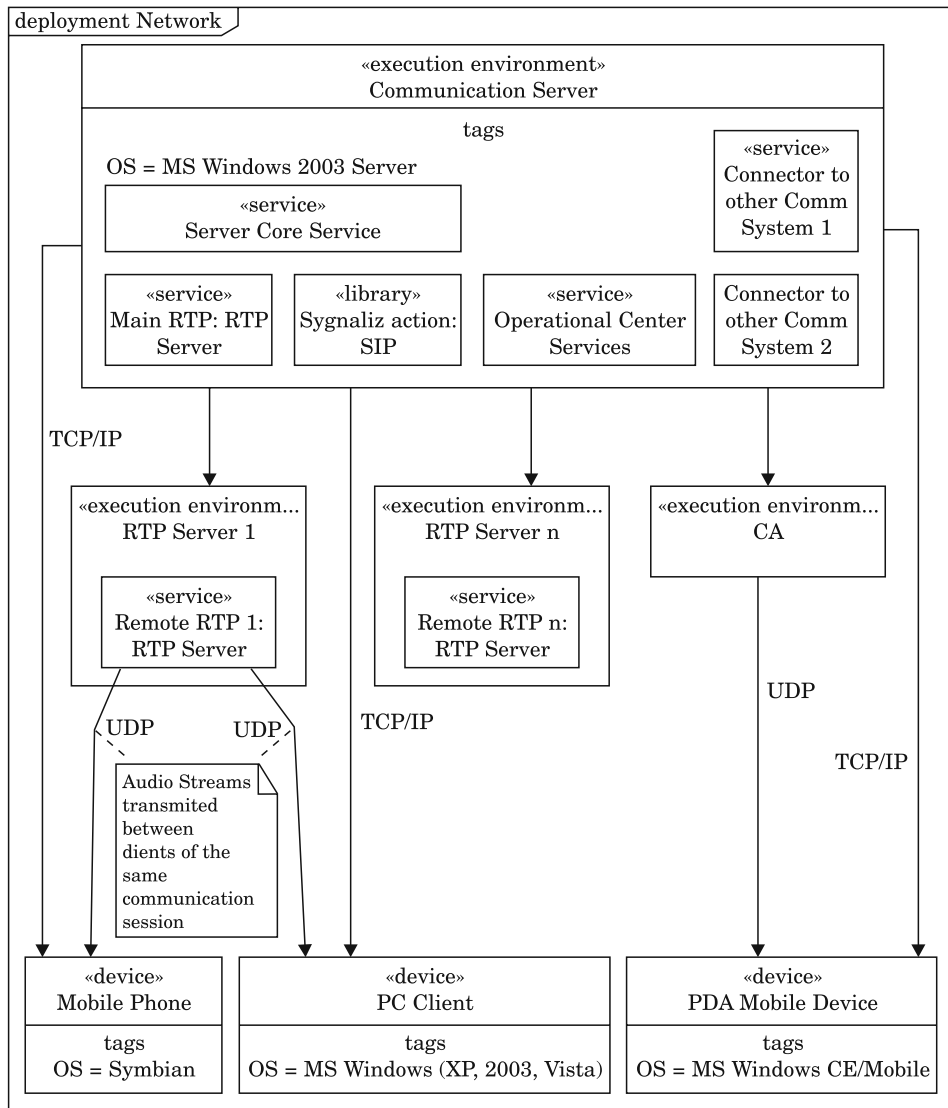 deployment Network
«execution environment»
Communication Server
tags
OS = MS Windows 2003 Server
«service»
Server Core Service
«service»
Connector to
other Comm
System 1
«service»
Main RTP: RTP
Server
«library»
Sygnaliz action:
SIP
«service»
Operational Center
Services
Connector to
other Comm
System 2
TCP/IP
«execution environm...
RTP Server 1
«service»
Remote RTP 1:
RTP Server
«execution environm...
RTP Server n
«service»
Remote RTP n:
RTP Server
«execution environm...
CA
UDP
UDP
TCP/IP
UDP
TCP/IP
Audio Streams
transmited
between
dients of the
same
communication
session
«device»
Mobile Phone
tags
OS = Symbian
«device»
PC Client
tags
OS = MS Windows (XP, 2003, Vista)
«device»
PDA Mobile Device
tags
OS = MS Windows CE/Mobile